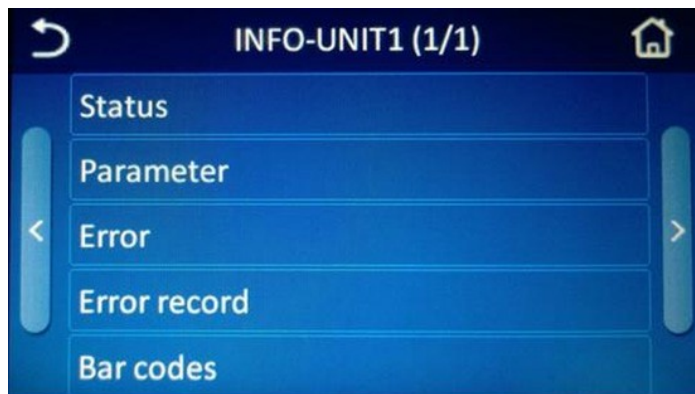 INFO-UNIT1 (1/1)
Status
Parameter
<
Error
>
Error record
Bar codes